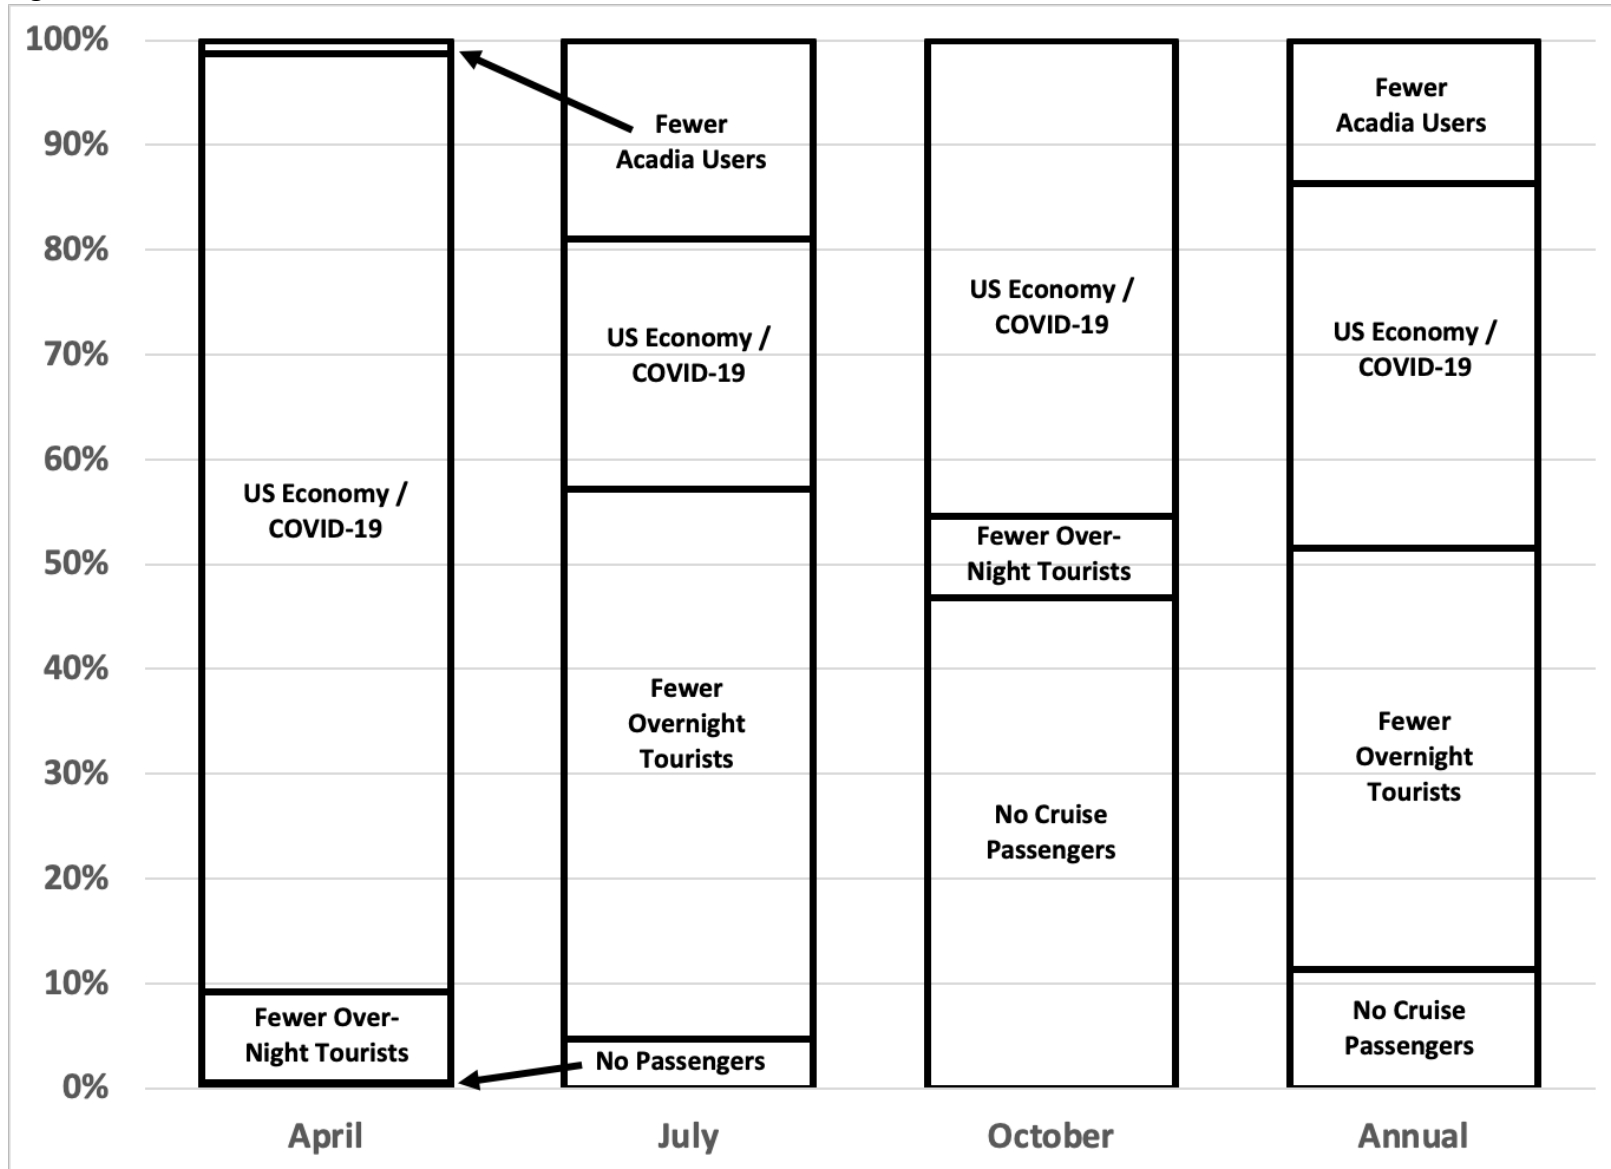 100%
90%
80%
70%
60%
50%
40%
30%
20%
10%
0%
US Economy /
COVID-19
Fewer Over-
Night Tourists
Fewer
Acadia Users
US Economy /
COVID-19
Fewer
Overnight
Tourists
No Passengers
US Economy /
COVID-19
Fewer Over-
Night Tourists
No Cruise
Passengers
Fewer
Acadia Users
US Economy /
COVID-19
Fewer
Overnight
Tourists
No Cruise
Passengers
April
July
October
Annual